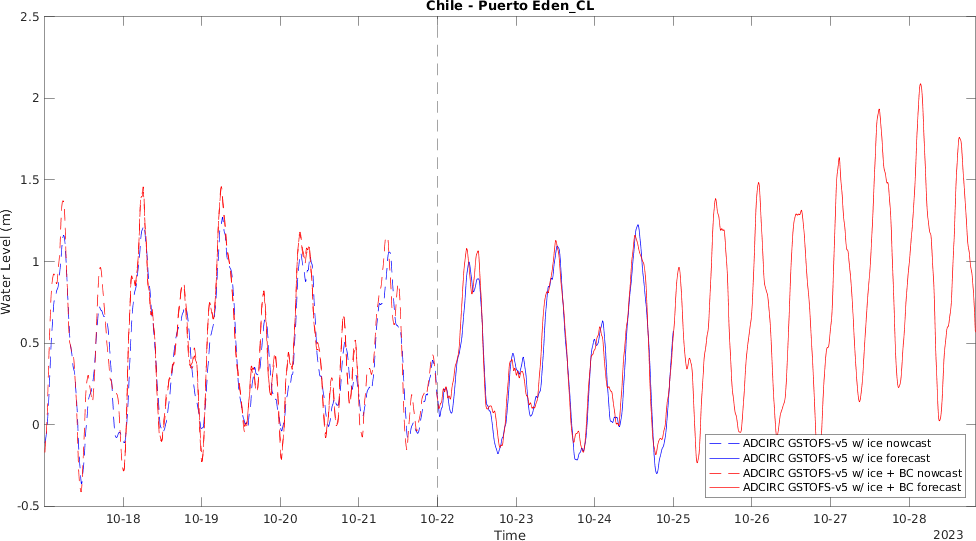 Chile - Puerto Eden_CL
2.5
2
1.5
1
0.5
0
-0.5
Water Level (m)
ADCIRC GSTOFS-v5 w/ ice nowcast
ADCIRC GSTOFS-v5 w/ ice forecast
ADCIRC GSTOFS-v5 w/ ice + BC nowcast
ADCIRC GSTOFS-v5 w/ ice + BC forecast
10-18 10-19 10-20 10-21 10-22 10-23 10-24 10-25 10-26 10-27 10-28
Time
2023